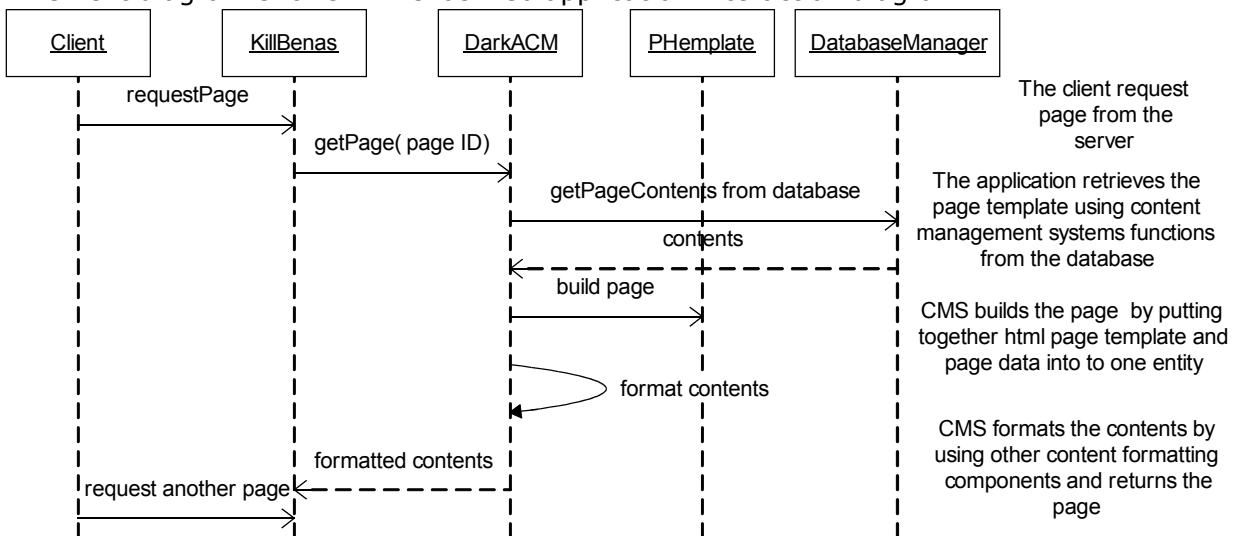 Client
KillBenas
DarkACM
PHemplate
DatabaseManager
requestPage
The client request
page from the
server
getPage( page ID)
getPageContents from database
The application retrieves the
page template using content
management systems functions
from the database
contents
build page
CMS builds the page by putting
together html page template and
page data into to one entity
format contents
formatted contents
CMS formats the contents by
using other content formatting
components and returns the
page
request another page